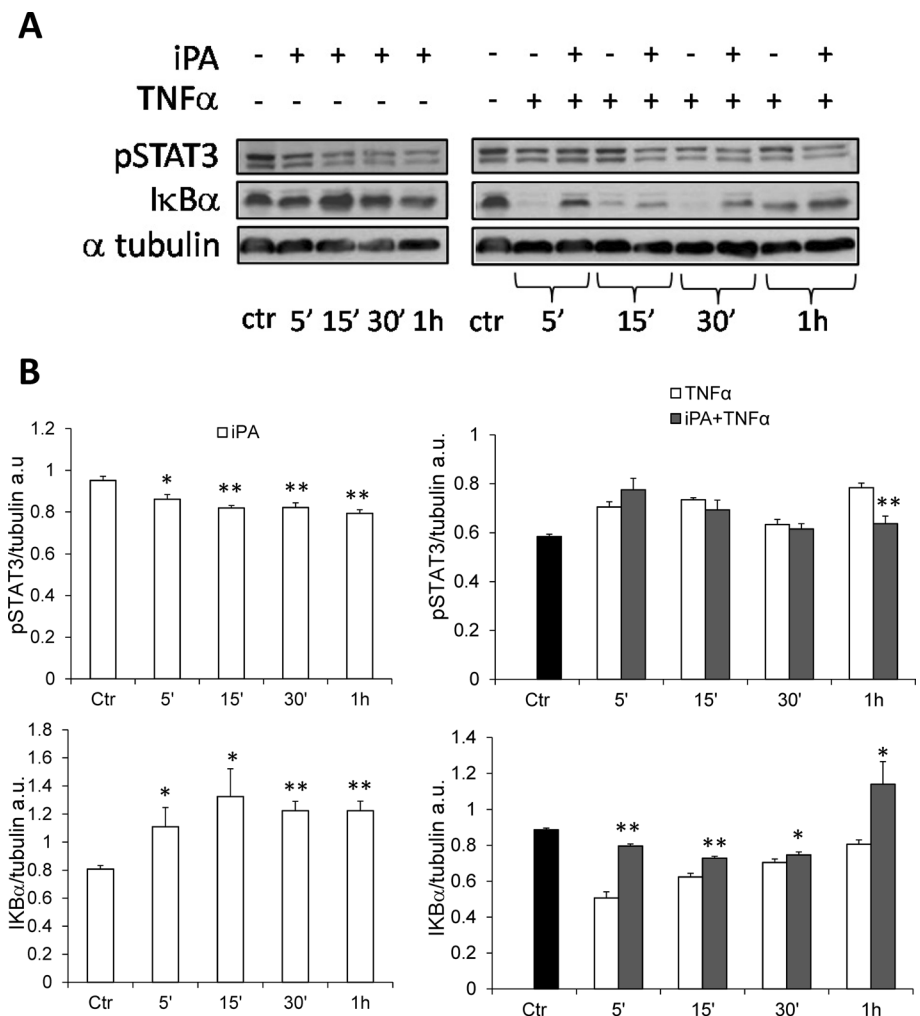 A
iPA - + + + + - - + - + - + - +
TNFα - - - - - - + + + + + + + +
pSTAT3
IκBα
α tubulin
ctr 5' 15' 30' 1h ctr 5' 15' 30' 1h
B
iPA
pSTAT3/tubulin a.u
1.2
1
0.8
0.6
0.4
0.2
0
* ** ** **
Ctr 5' 15' 30' 1h
TNFα
iPA+TNFα
pSTAT3/tubulin a.u.
1
0.8
0.6
0.4
0.2
0
**
Ctr 5' 15' 30' 1h
IKBα/tubulin a.u.
1.8
1.6
1.4
1.2
1
0.8
0.6
0.4
0.2
0
* * ** **
Ctr 5' 15' 30' 1h
IKBα/tubulin a.u.
1.4
1.2
1
0.8
0.6
0.4
0.2
0
** ** * *
Ctr 5' 15' 30' 1h